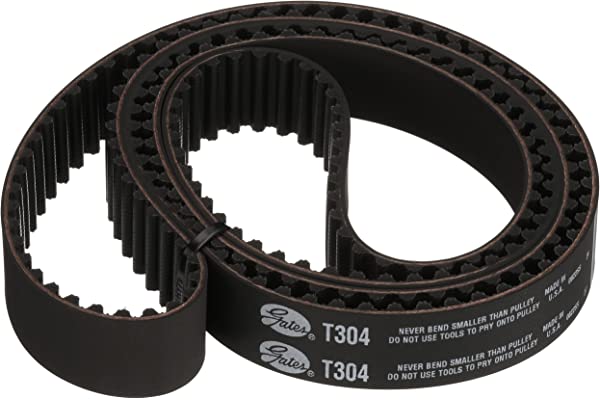 Gates® T304 NEVER BEND SMALLER THAN PULLEY MADE IN
DO NOT USE TOOLS TO PRY ONTO PULLEY U.S.A.
Gates® T304 NEVER BEND SMALLER THAN PULLEY MADE IN
DO NOT USE TOOLS TO PRY ONTO PULLEY U.S.A.